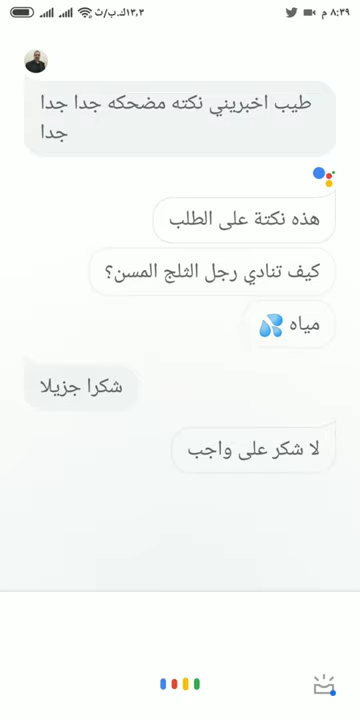 ١٣,٣ك.ب/ث ٨:٣٩ م
طيب اخبريني نكته مضحكه جدا جدا
جدا
هذه نكتة على الطلب
كيف تنادي رجل الثلج المسن؟
مياه 💦
شكرا جزيلا
لا شكر على واجب